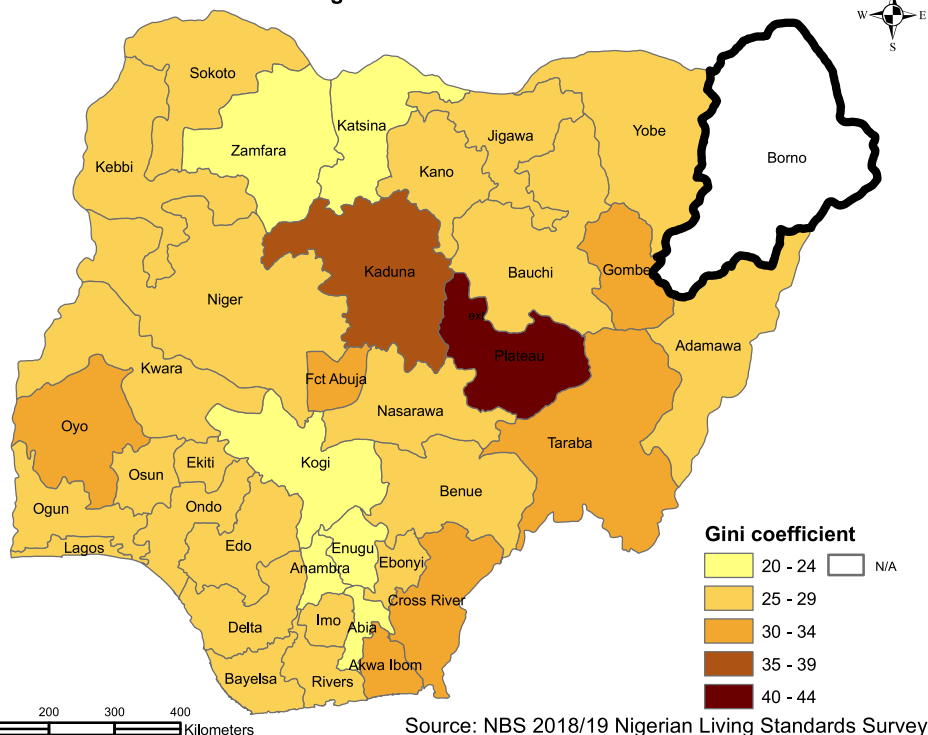 W E
S
Sokoto
Katsina
Zamfara
Jigawa
Yobe
Kebbi
Kano
Borno
Kaduna
Bauchi
Gombe
Niger
Plateau
Adamawa
Kwara
Fct Abuja
Nasarawa
Oyo
Taraba
Kogi
Ekiti
Osun
Benue
Ogun
Ondo
Lagos
Edo
Enugu
Anambra
Ebonyi
Cross River
Imo
Abia
Delta
Akwa Ibom
Bayelsa
Rivers
Gini coefficient
20 - 24 N/A
25 - 29
30 - 34
35 - 39
40 - 44
200 300 400
Kilometers
Source: NBS 2018/19 Nigerian Living Standards Survey